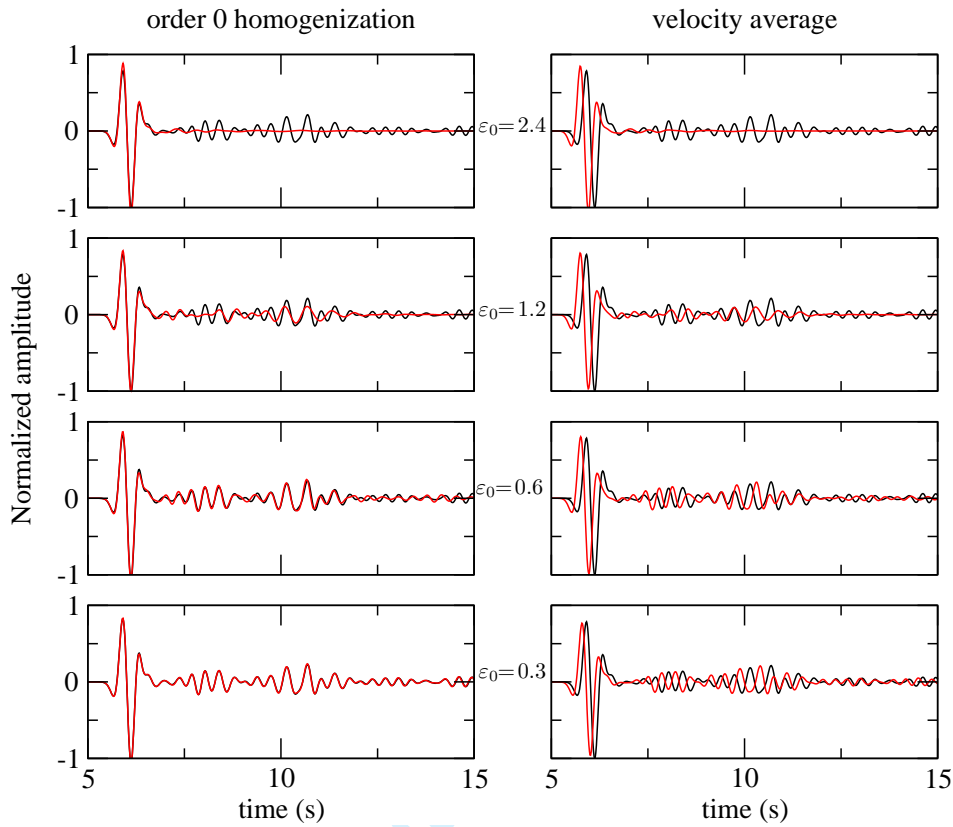 order 0 homogenization velocity average
1
0
-1
ε₀=2.4
1
0
-1
ε₀=1.2
1
0
-1
ε₀=0.6
1
0
-1
ε₀=0.3
Normalized amplitude
5 10 15 5 10 15
time (s) time (s)